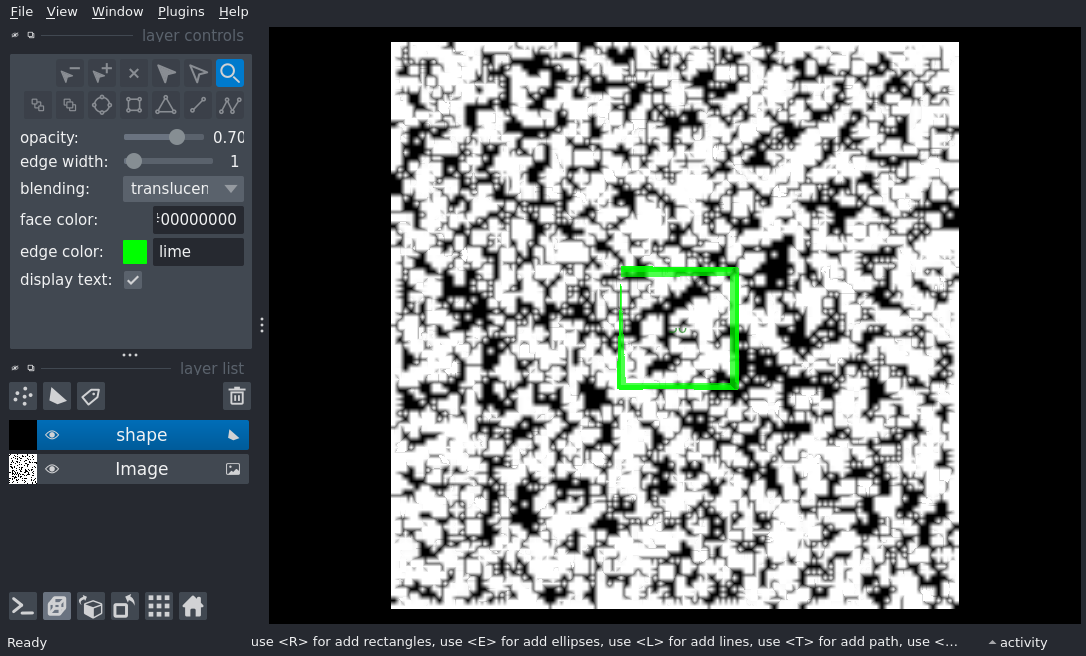 File View Window Plugins Help
layer controls
opacity: 0.70
edge width: 1
blending: translucen
face color: 00000000
edge color: lime
display text:
layer list
shape
Image
Ready
use <R> for add rectangles, use <E> for add ellipses, use <L> for add lines, use <T> for add path, use <...
activity